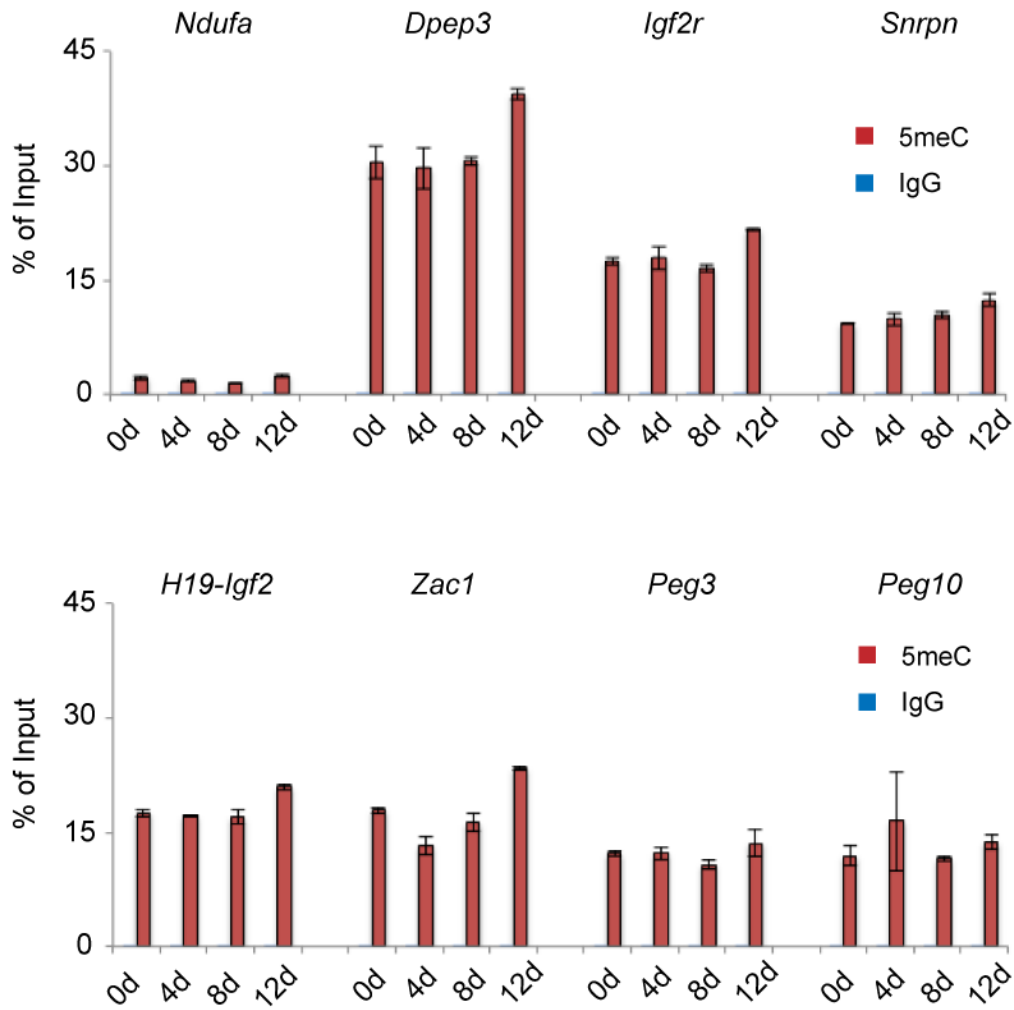 Ndufa Dpep3 Igf2r Snrpn
45
30
15
0
% of Input
5meC
IgG
0d 4d 8d 12d 0d 4d 8d 12d 0d 4d 8d 12d 0d 4d 8d 12d
H19-Igf2 Zac1 Peg3 Peg10
45
30
15
0
% of Input
5meC
IgG
0d 4d 8d 12d 0d 4d 8d 12d 0d 4d 8d 12d 0d 4d 8d 12d